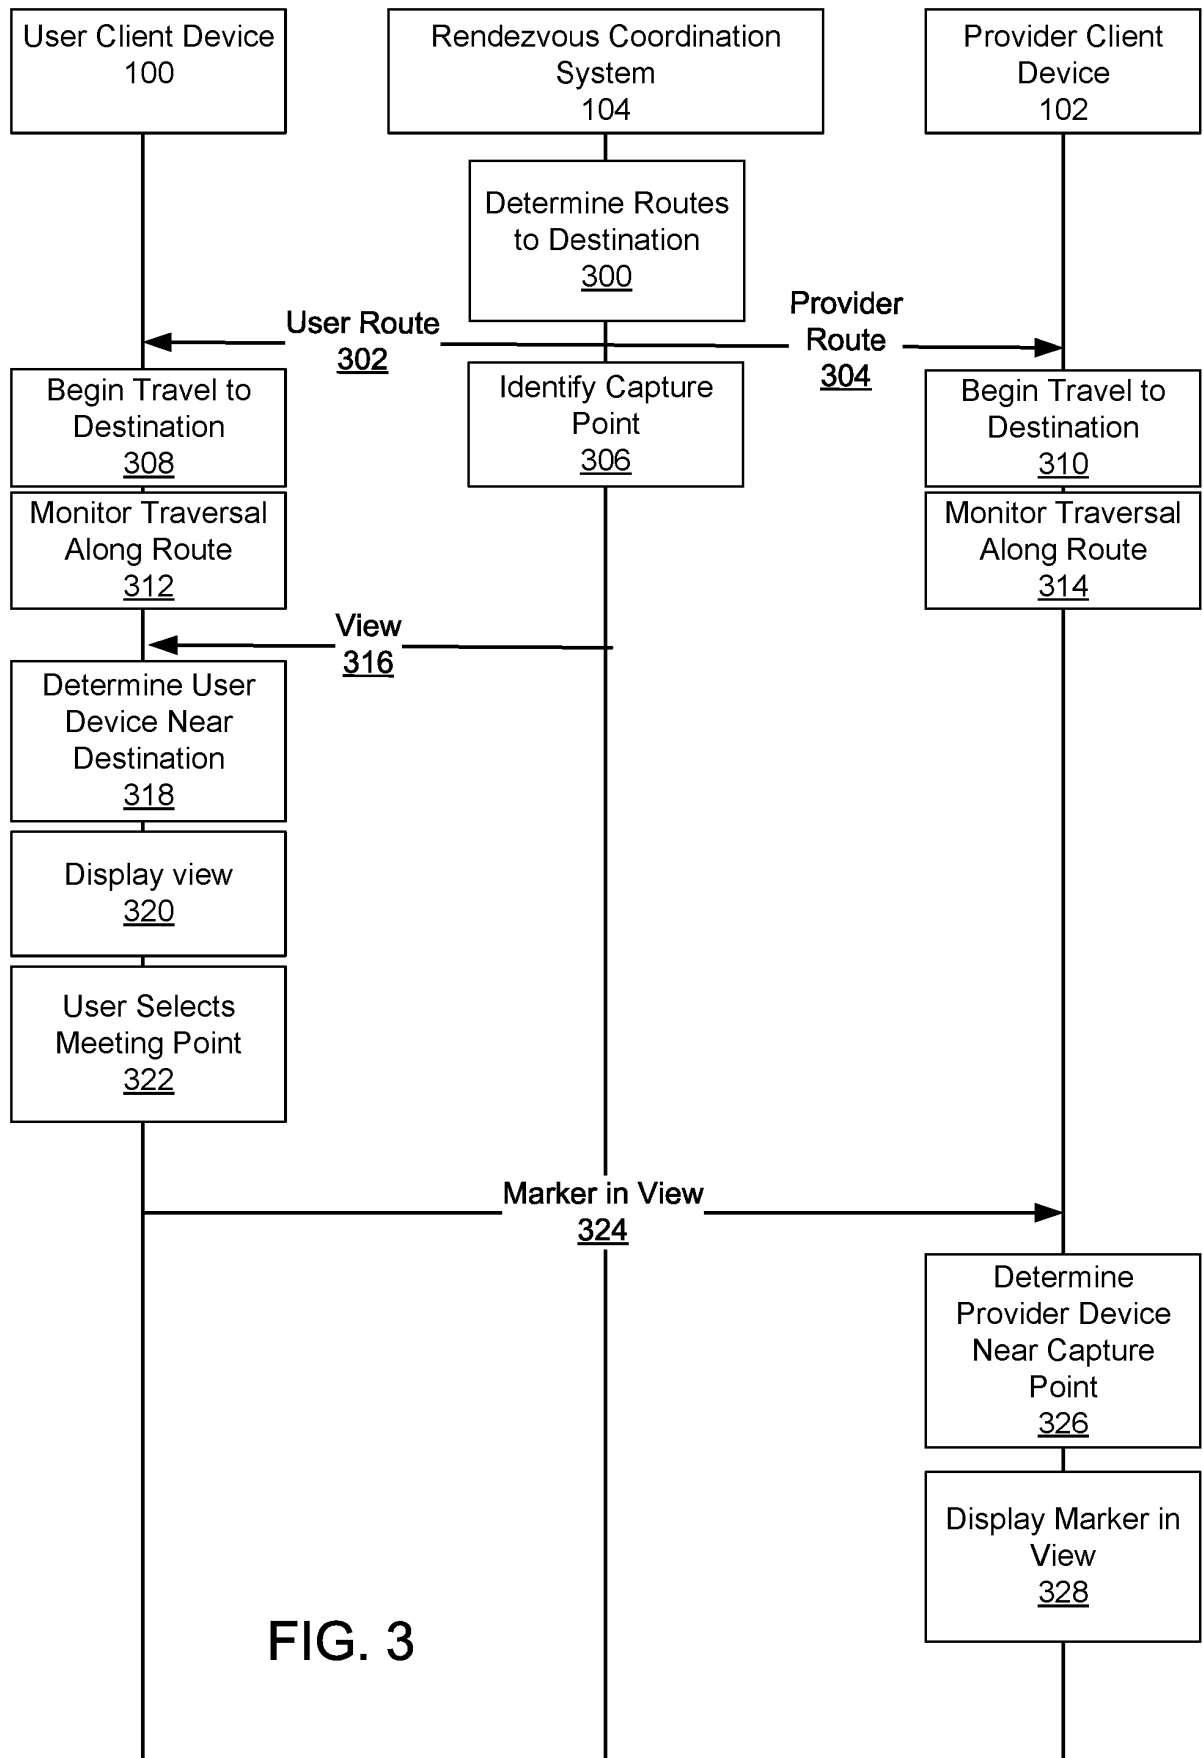 User Client Device
100
Rendezvous Coordination
System
104
Provider Client
Device
102
Determine Routes
to Destination
300
User Route
302
Provider
Route
304
Begin Travel to
Destination
308
Identify Capture
Point
306
Begin Travel to
Destination
310
Monitor Traversal
Along Route
312
Monitor Traversal
Along Route
314
View
316
Determine User
Device Near
Destination
318
Display view
320
User Selects
Meeting Point
322
Marker in View
324
Determine
Provider Device
Near Capture
Point
326
Display Marker in
View
328
FIG. 3